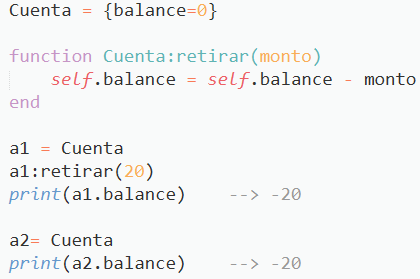 Cuenta = {balance=0}
function Cuenta:retirar(monto)
self.balance = self.balance - monto
end
a1 = Cuenta
a1:retirar(20)
print(a1.balance) --> -20
a2= Cuenta
print(a2.balance) --> -20